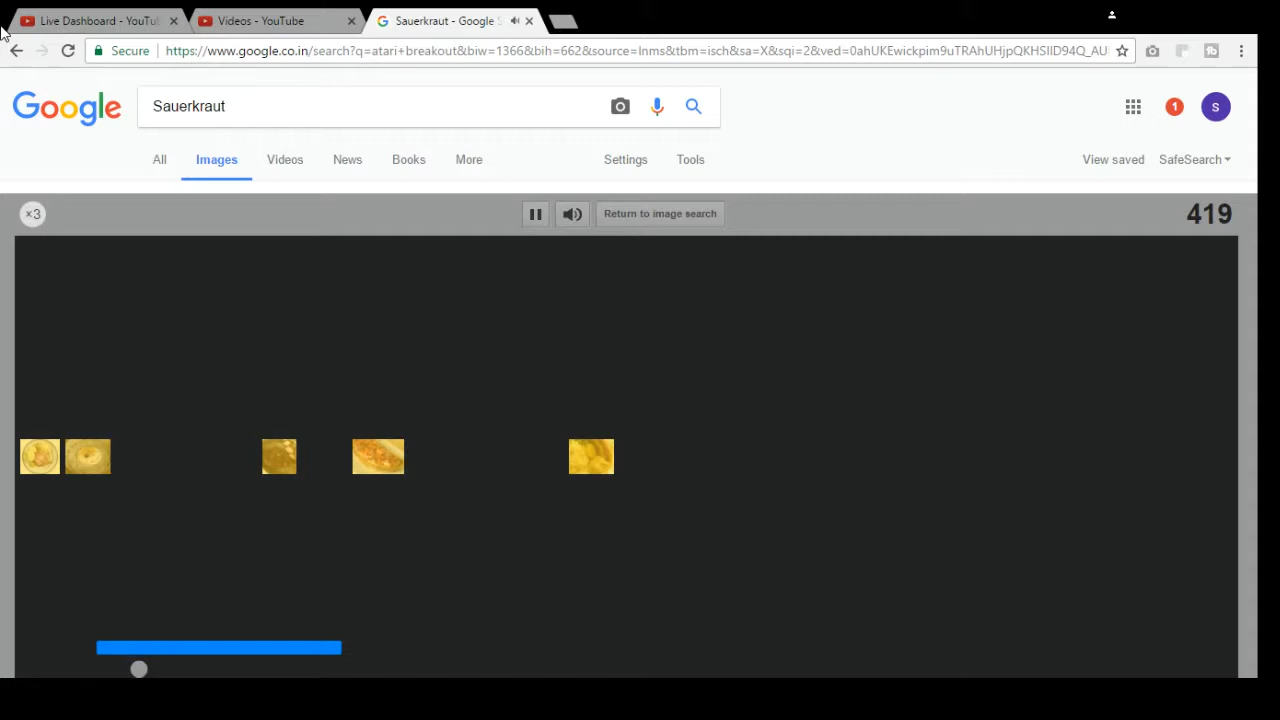 Live Dashboard - YouTu
Videos - YouTube
Sauerkraut - Google S
Secure
https://www.google.co.in/search?q=atari+breakout&biw=1366&bih=662&source=lnms&tbm=isch&sa=X&sqi=2&ved=0ahUKEwickpim9uTRAhUHjpQKHSIID94Q_AU
Google
Sauerkraut
1
S
All
Images
Videos
News
Books
More
Settings
Tools
View saved
SafeSearch
×3
Return to image search
419